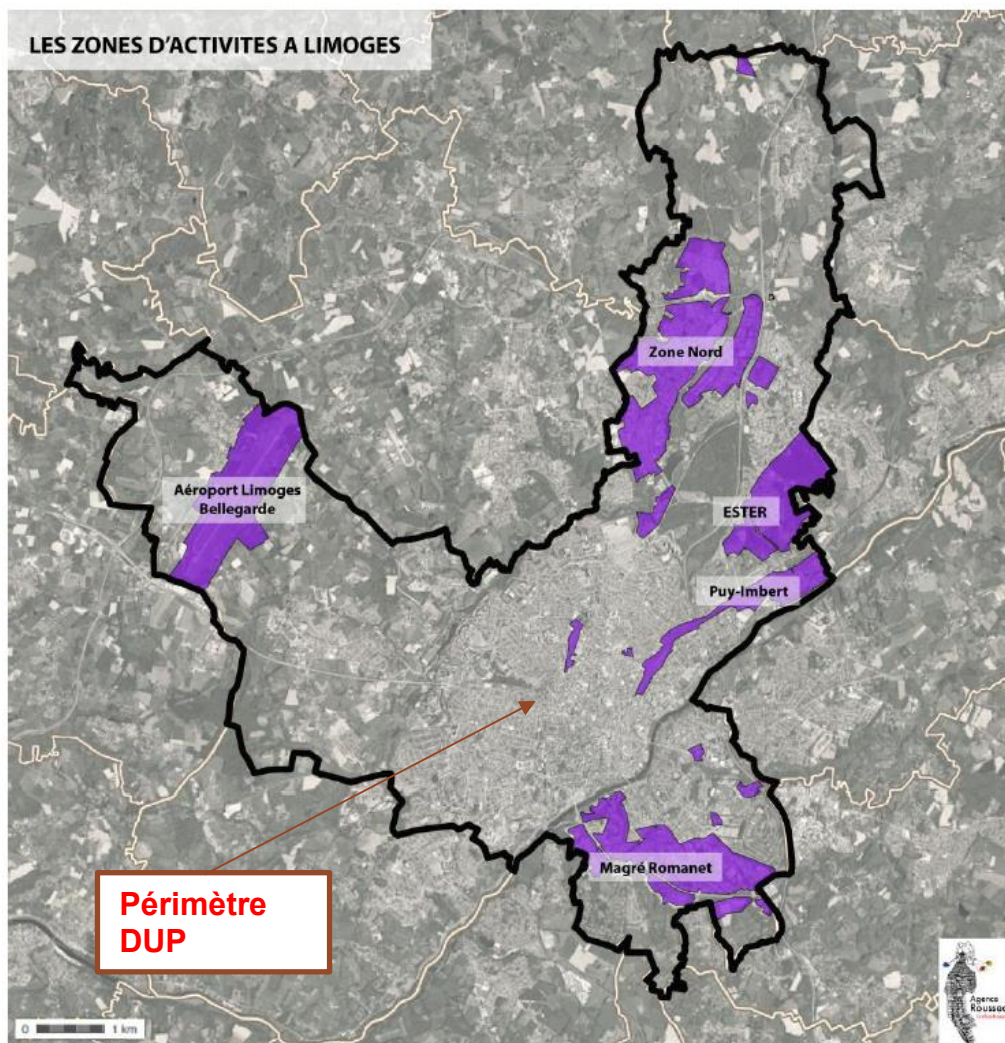 LES ZONES D'ACTIVITES A LIMOGES
Zone Nord
Aéroport Limoges
Bellegarde
ESTER
Puy-Imbert
Magré Romanet
Périmètre
DUP
0 1 km
Agence